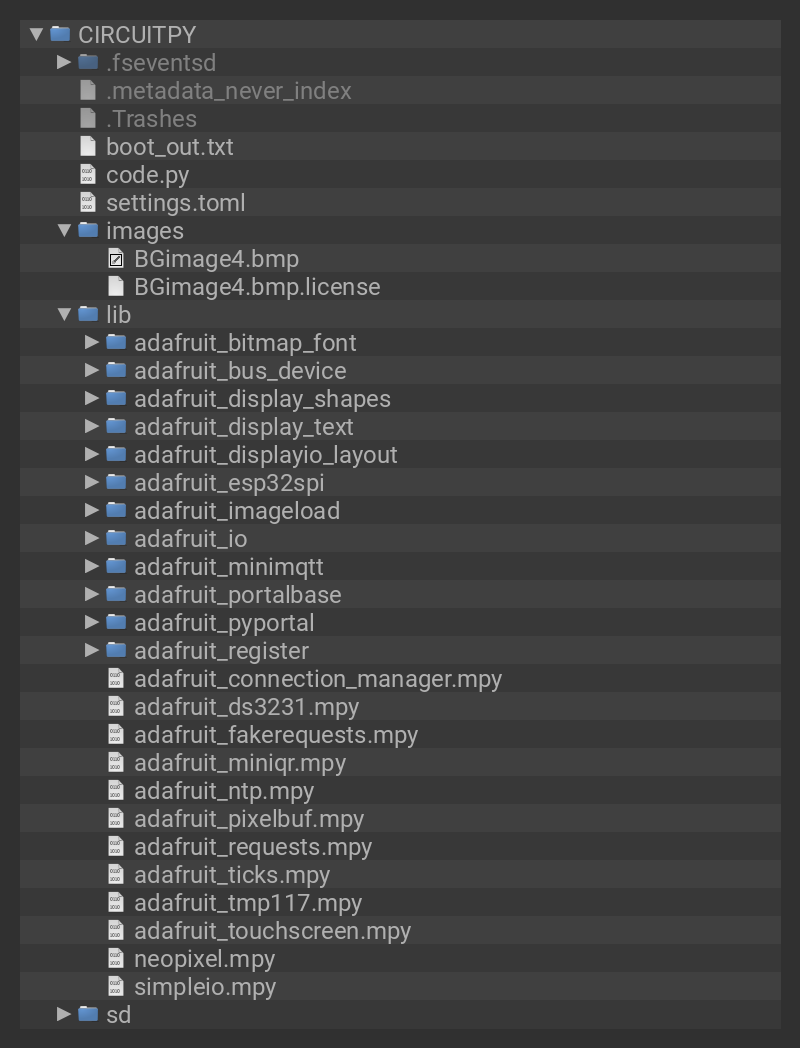 CIRCUITPY
.fseventsd
.metadata_never_index
.Trashes
boot_out.txt
code.py
settings.toml
images
BGimage4.bmp
BGimage4.bmp.license
lib
adafruit_bitmap_font
adafruit_bus_device
adafruit_display_shapes
adafruit_display_text
adafruit_displayio_layout
adafruit_esp32spi
adafruit_imageload
adafruit_io
adafruit_minimqtt
adafruit_portalbase
adafruit_pyportal
adafruit_register
adafruit_connection_manager.mpy
adafruit_ds3231.mpy
adafruit_fakerequests.mpy
adafruit_miniqr.mpy
adafruit_ntp.mpy
adafruit_pixelbuf.mpy
adafruit_requests.mpy
adafruit_ticks.mpy
adafruit_tmp117.mpy
adafruit_touchscreen.mpy
neopixel.mpy
simpleio.mpy
sd